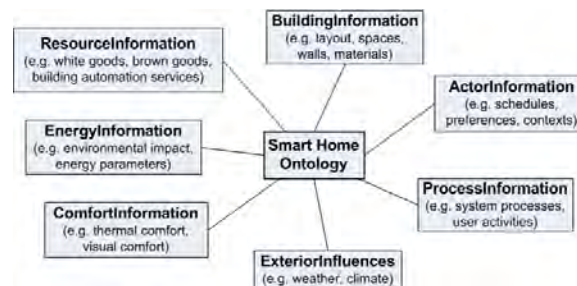 BuildingInformation
(e.g. layout, spaces,
walls, materials)
ResourceInformation
(e.g. white goods, brown goods,
building automation services)
ActorInformation
(e.g. schedules,
preferences, contexts)
EnergyInformation
(e.g. environmental impact,
energy parameters)
Smart Home
Ontology
ProcessInformation
(e.g. system processes,
user activities)
ComfortInformation
(e.g. thermal comfort,
visual comfort)
ExteriorInfluences
(e.g. weather, climate)